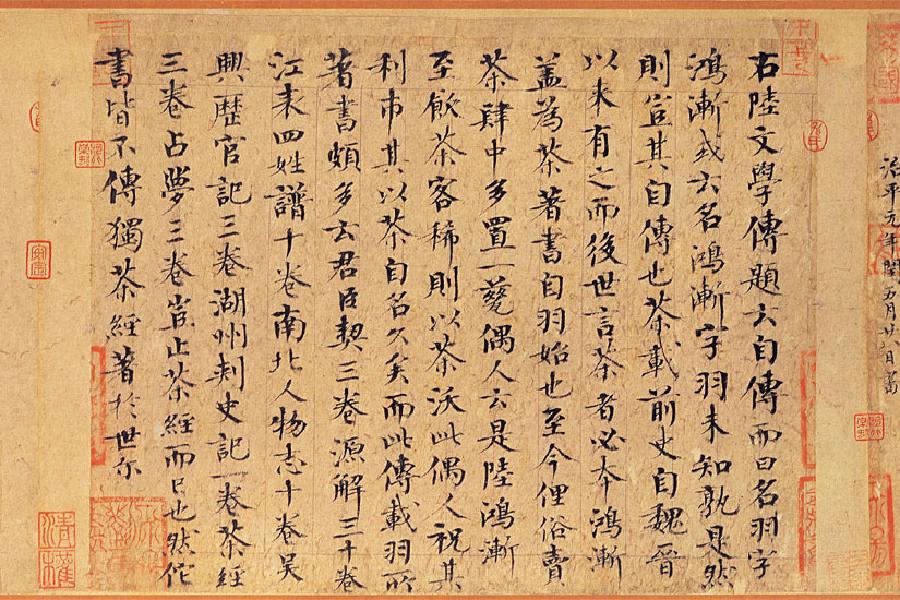 治平元年閏五月廿八日書
右陸文學傳題云自傳而曰名羽字
鴻漸或云名鴻漸字羽未知孰是然
則豈其自傳也茶載前史自魏晉
以來有之而後世言茶者必本鴻漸
蓋為茶著書自羽始也至今俚俗賣
茶肆中多置一甆偶人云是陸鴻漸
至飲茶客稀則以茶沃此偶人祝其
利市其以茶自名久矣而此傳載羽所
著書頗多云君臣契三卷源解三十卷
江表四姓譜十卷南北人物志十卷吳
興歷官記三卷湖州刺史記一卷茶經
三卷占夢三卷豈止茶經而已也然佗
書皆不傳獨茶經著於世尔